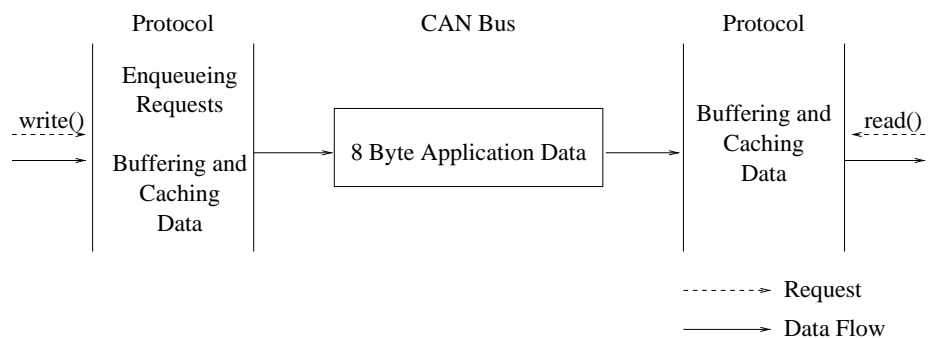 Protocol
CAN Bus
Protocol
Enqueueing
Requests
write()
Buffering and
Caching
Data
8 Byte Application Data
Buffering and
Caching
Data
read()
Request
Data Flow